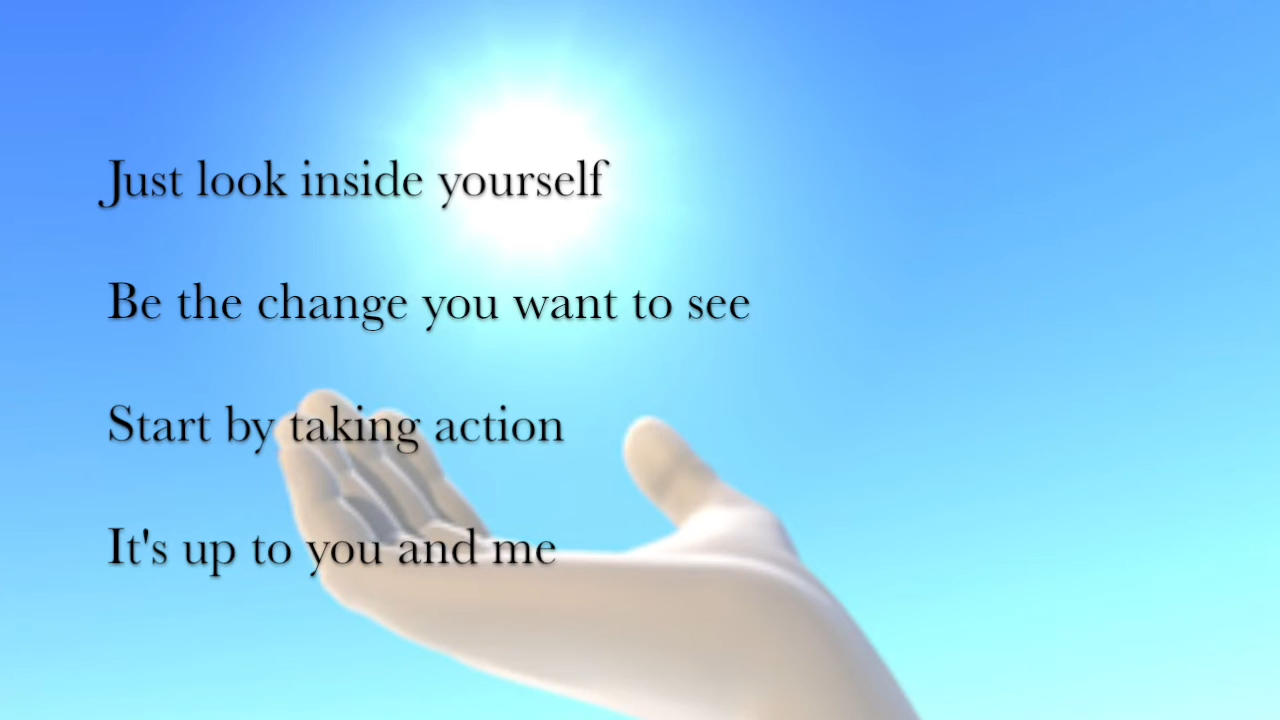 Just look inside yourself
Be the change you want to see
Start by taking action
It's up to you and me